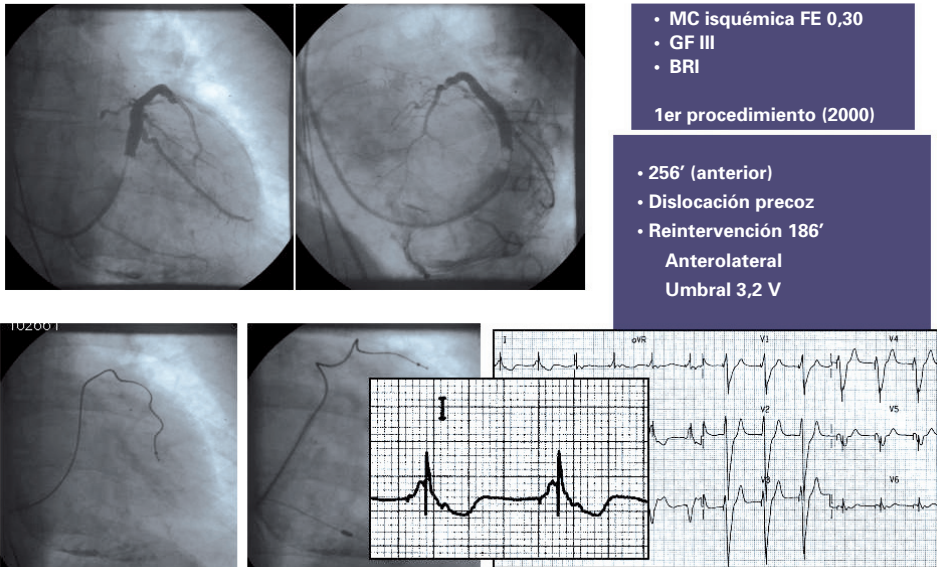 • MC isquémica FE 0,30
• GF III
• BRI
1er procedimiento (2000)
• 256’ (anterior)
• Dislocación precoz
• Reintervención 186’
Anterolateral
Umbral 3,2 V
I
aVR
V1
V4
V2
V5
V3
V6
I